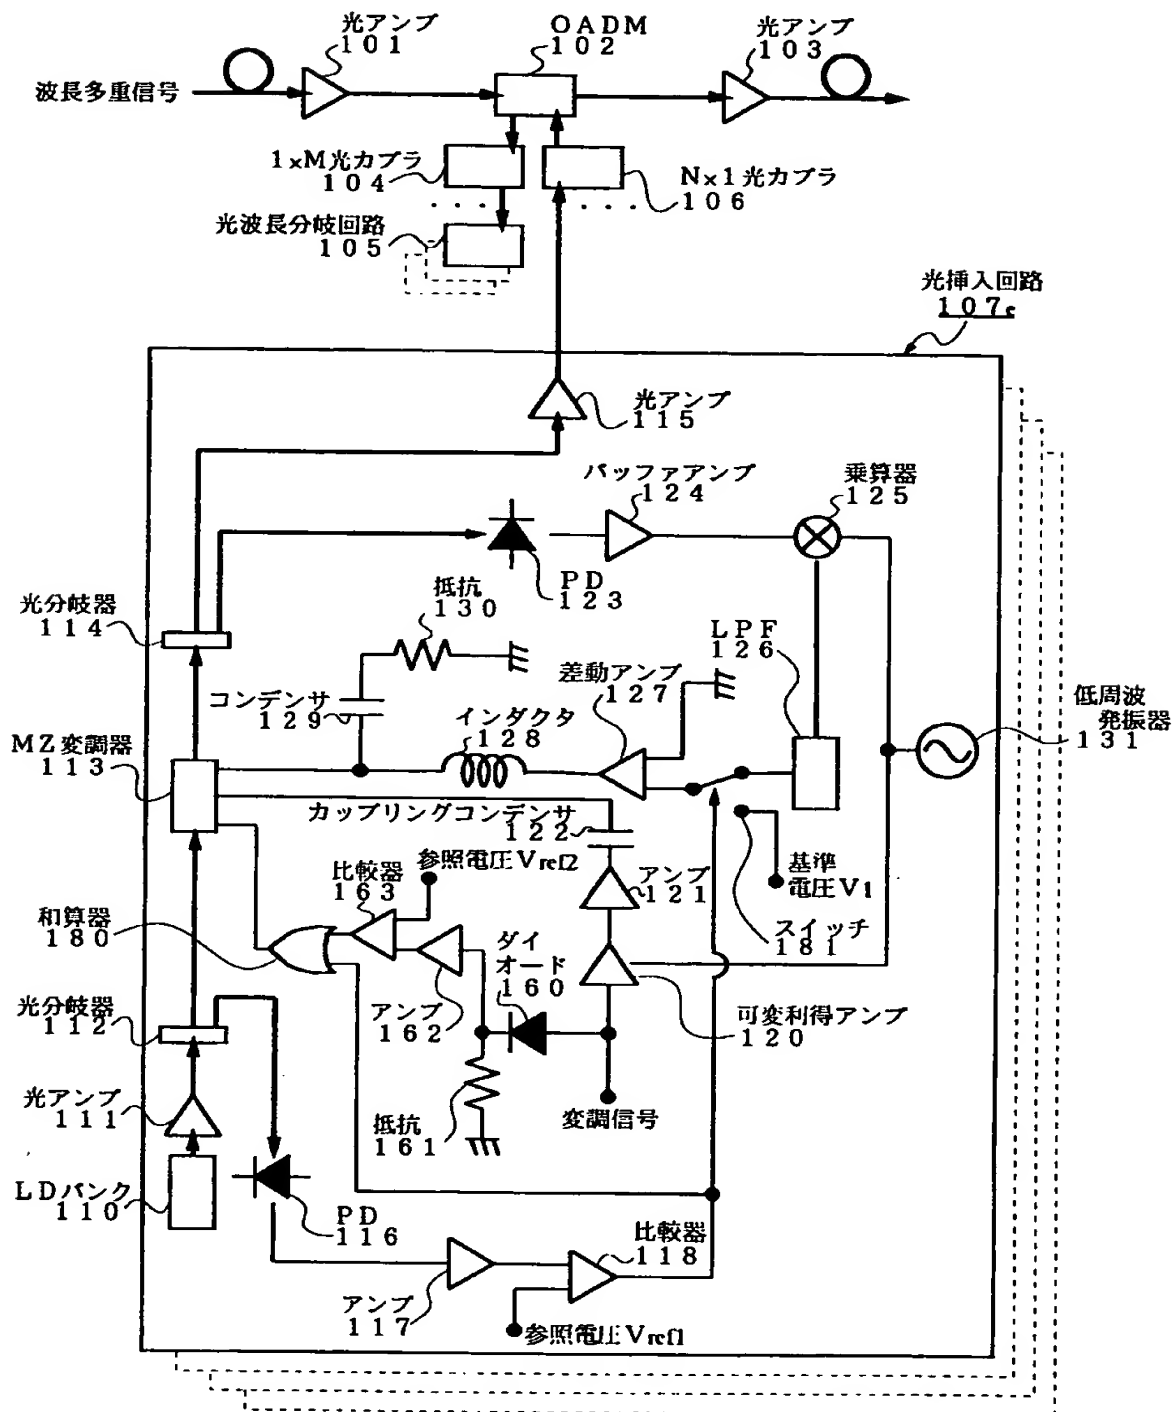 光アンプ
101
OADM
102
光アンプ
103
波長多重信号
1×M光カプラ
104
N×1光カプラ
106
光波長分岐回路
105
光挿入回路
107e
光アンプ
115
バッファアンプ
124
乗算器
125
PD
123
抵抗
130
光分岐器
114
LPF
126
差動アンプ
127
コンデンサ
129
インダクタ
128
低周波
発振器
131
MZ変調器
113
カップリングコンデンサ
122
参照電圧Vref2
比較器
163
アンプ
121
基準
電圧V1
和算器
180
スイッチ
181
ダイ
オード
160
アンプ
162
可変利得アンプ
120
光分岐器
112
光アンプ
111
抵抗
161
変調信号
LDバンク
110
PD
116
比較器
118
アンプ
117
参照電圧Vref1